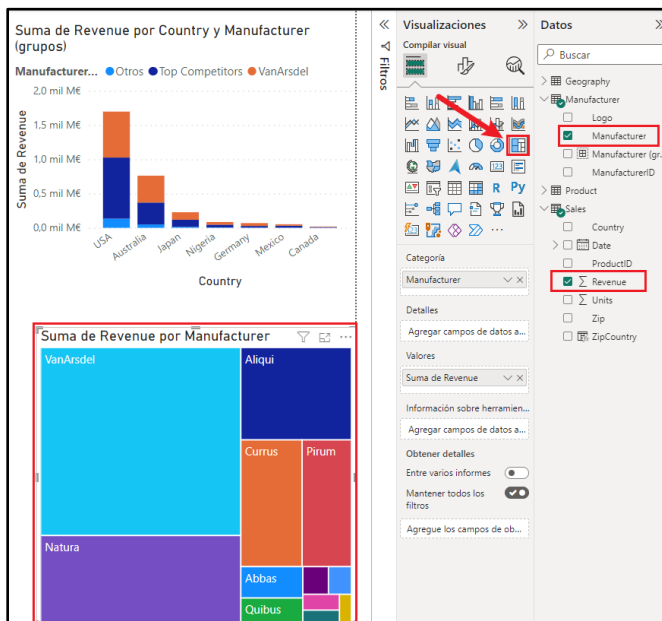 Suma de Revenue por Country y Manufacturer
(grupos)
Manufacturer... Otros Top Competitors VanArsdel
2,0 mil M€
1,5 mil M€
1,0 mil M€
0,5 mil M€
0,0 mil M€
Suma de Revenue
USA
Australia
Japan
Nigeria
Germany
Mexico
Canada
Country
Suma de Revenue por Manufacturer
VanArsdel
Aliqui
Currus
Pirum
Natura
Abbas
Quibus
Filtros
Visualizaciones
Compilar visual
123
R Py
Categoría
Manufacturer
Detalles
Agregar campos de datos a...
Valores
Suma de Revenue
Información sobre herramien...
Agregar campos de datos a...
Obtener detalles
Entre varios informes
Mantener todos los
filtros
Agregue los campos de ob...
Datos
Buscar
Geography
Manufacturer
Logo
Manufacturer
Manufacturer (gr...
ManufacturerID
Product
Sales
Country
Date
ProductID
Revenue
Units
Zip
ZipCountry